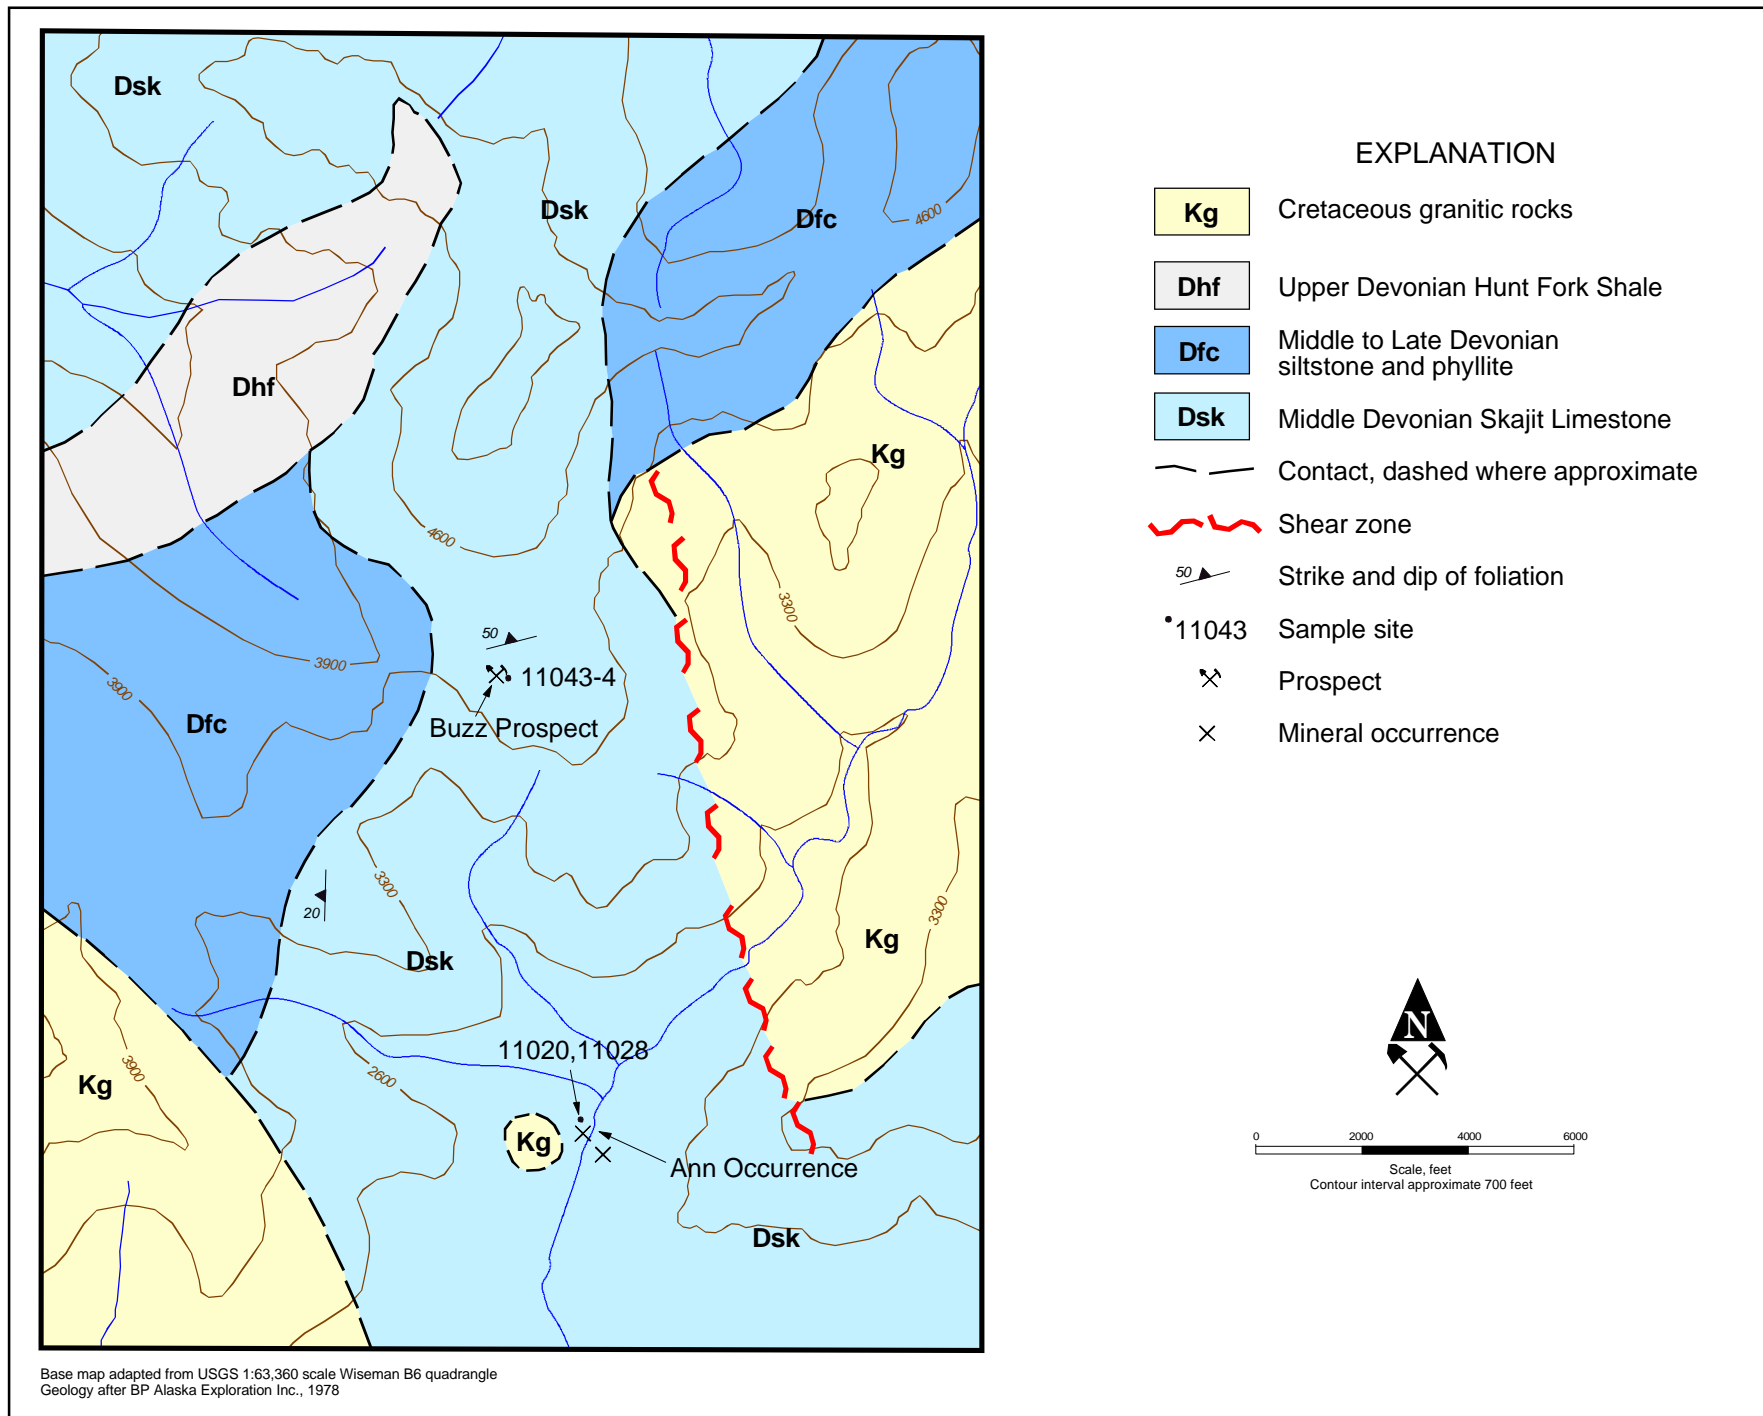 Dsk
Dsk
Dfc
4600
Dhf
Kg
4600
3300
50
3900
11043-4
3900
Dfc
Buzz Prospect
3300
20
3300
Kg
Dsk
11020,11028
3900
2600
Kg
Kg
Ann Occurrence
Dsk
EXPLANATION
Kg Cretaceous granitic rocks
Dhf Upper Devonian Hunt Fork Shale
Dfc Middle to Late Devonian
siltstone and phyllite
Dsk Middle Devonian Skajit Limestone
Contact, dashed where approximate
Shear zone
50 Strike and dip of foliation
11043 Sample site
Prospect
Mineral occurrence
N
0 2000 4000 6000
Scale, feet
Contour interval approximate 700 feet
Base map adapted from USGS 1:63,360 scale Wiseman B6 quadrangle
Geology after BP Alaska Exploration Inc., 1978